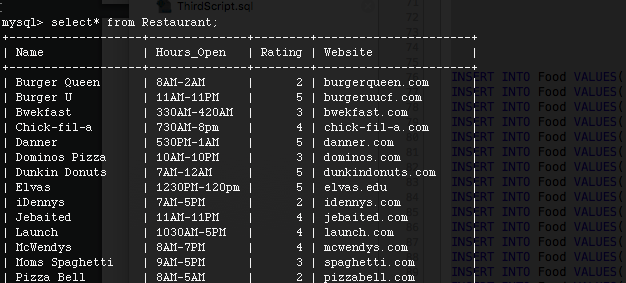 ThirdScript.sql
mysql> select* from Restaurant;
+----------------+---------------+--------+--------------------+
| Name | Hours_Open | Rating | Website |
+----------------+---------------+--------+--------------------+
| Burger Queen | 8AM-2AM | 2 | burgerqueen.com
| Burger U | 11AM-11PM | 5 | burgeruucf.com
| Bwekfast | 330AM-420AM | 3 | bwekfast.com
| Chick-fil-a | 730AM-8pm | 4 | chick-fil-a.com
| Danner | 530PM-1AM | 5 | danner.com
| Dominos Pizza | 10AM-10PM | 3 | dominos.com
| Dunkin Donuts | 7AM-12AM | 5 | dunkindonuts.com
| Elvas | 1230PM-120pm | 5 | elvas.edu
| iDennys | 7AM-5PM | 2 | idennys.com
| Jebaited | 11AM-11PM | 4 | jebaited.com
| Launch | 1030AM-5PM | 4 | launch.com
| McWendys | 8AM-7PM | 4 | mcwendys.com
| Moms Spaghetti | 9AM-5PM | 3 | spaghetti.com
| Pizza Bell | 8AM-5AM | 2 | pizzabell.com
INSERT INTO Food VALUES(
INSERT INTO Food VALUES(
INSERT INTO Food VALUES(
INSERT INTO Food VALUES(
INSERT INTO Food VALUES(
INSERT INTO Food VALUES(
INSERT INTO Food VALUES(
INSERT INTO Food VALUES(
INSERT INTO Food VALUES(
INSERT INTO Food VALUES(
INSERT INTO Food VALUES(
INSERT INTO Food VALUES(
INSERT INTO Food VALUES(
INSERT INTO Food VALUES(